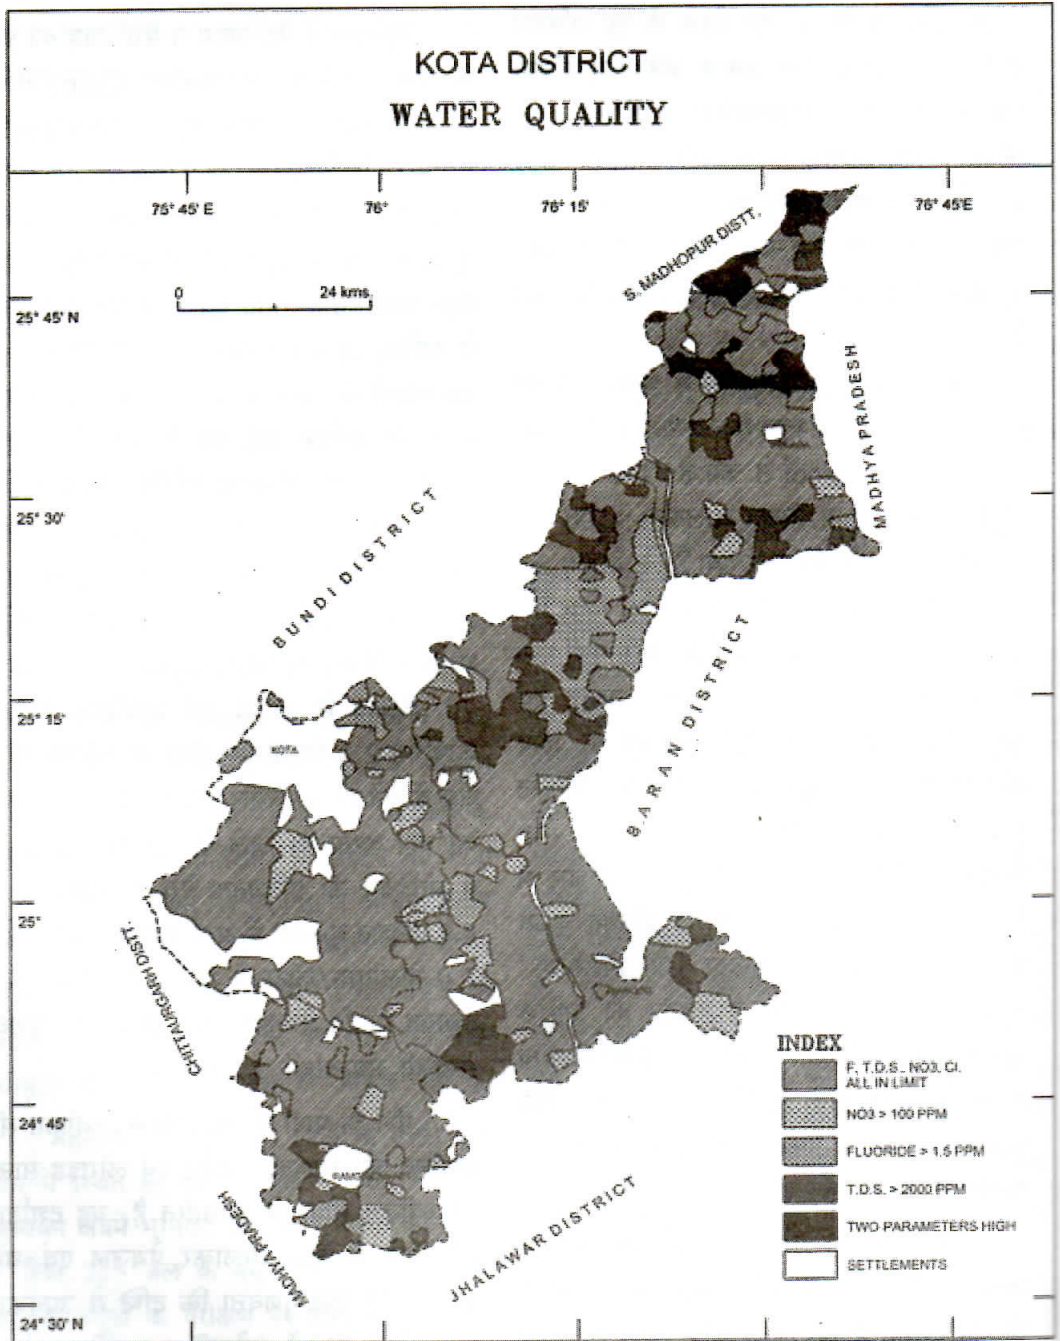 KOTA DISTRICT
WATER QUALITY
75° 45' E
76°
76° 15'
76° 45'E
S. MADHOPUR DISTT.
0
24 kms.
25° 45' N
MADHYA PRADESH
25° 30'
BUNDI DISTRICT
BARAN DISTRICT
25° 15'
KOTA
25°
CHITTAURGARH DISTT.
INDEX
F, T.D.S., NO3, Cl.
ALL IN LIMIT
NO3 > 100 PPM
FLUORIDE > 1.5 PPM
T.D.S. > 2000 PPM
TWO PARAMETERS HIGH
SETTLEMENTS
24° 45'
MADHYA PRADESH
JHALAWAR DISTRICT
24° 30' N